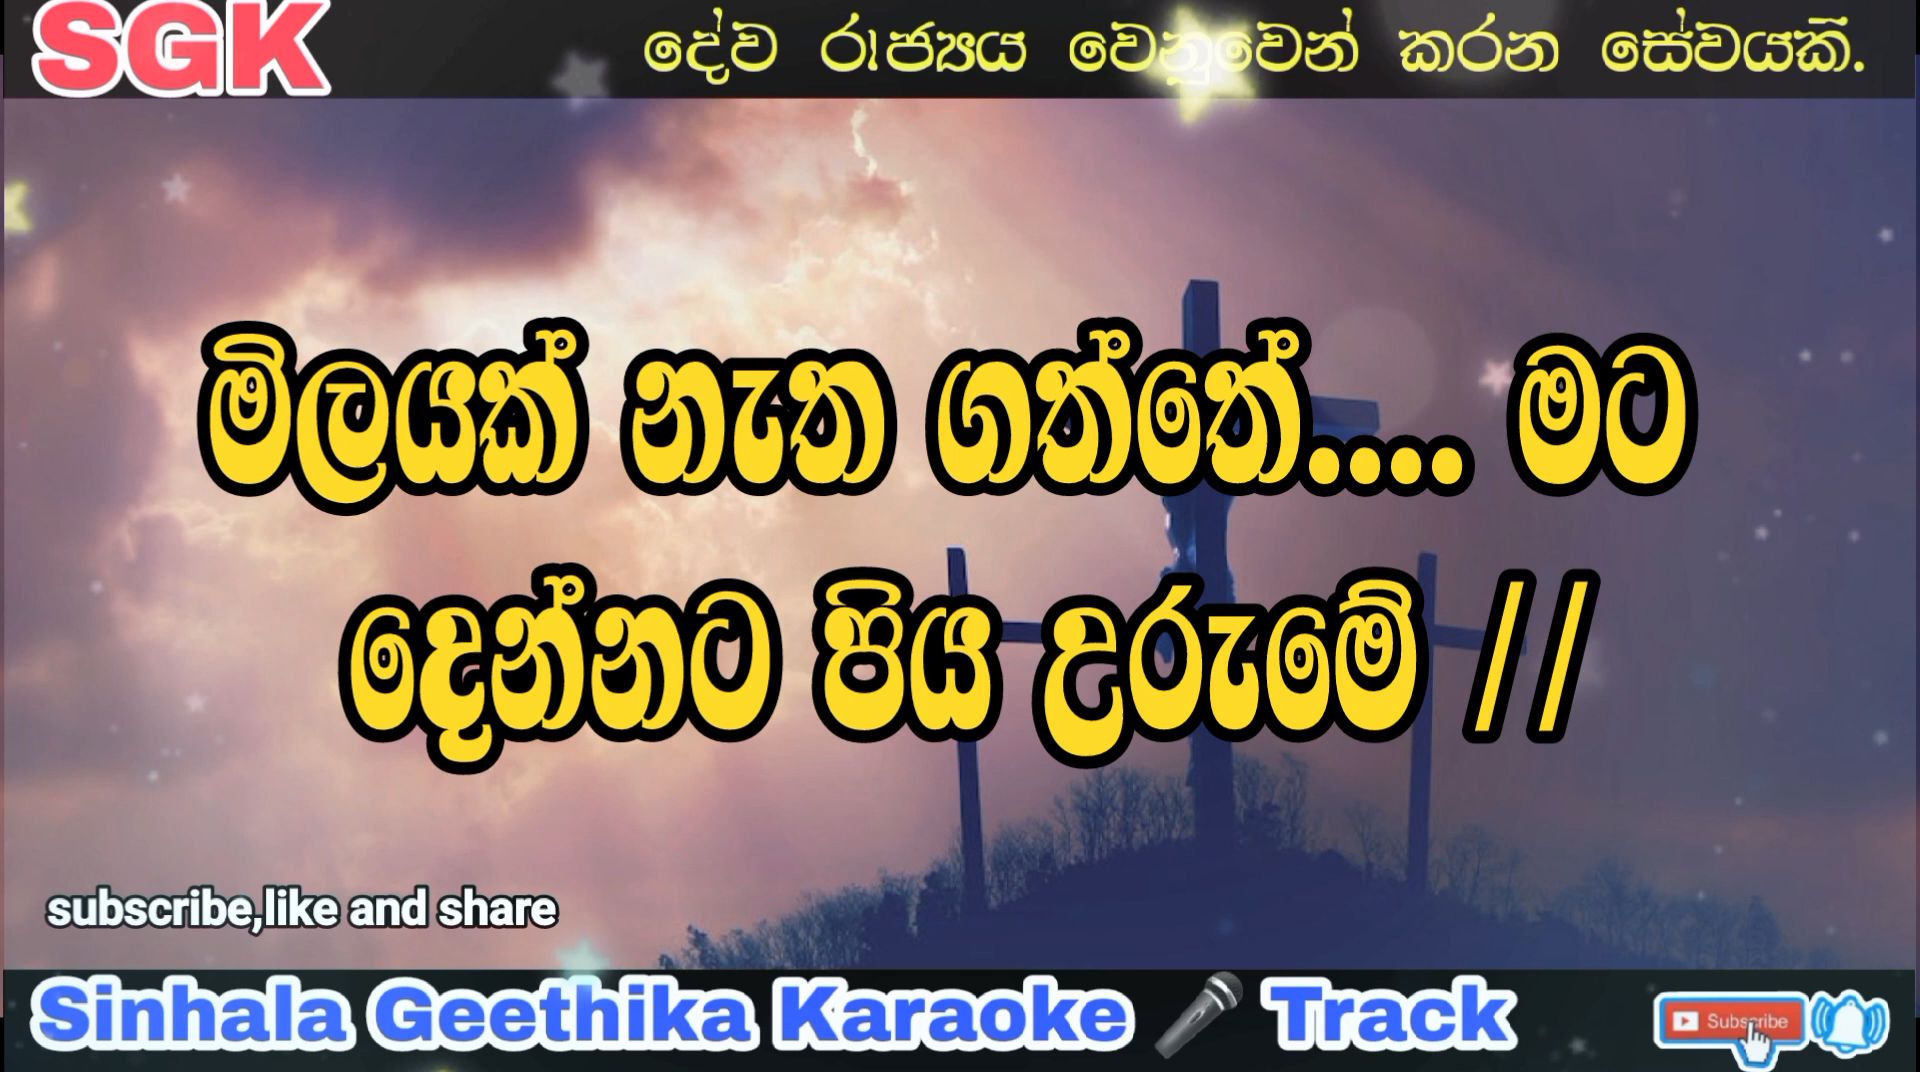 SGK
දේව රාජ්‍යය වෙනුවෙන් කරන සේවයකි.
මිලයක් නැත ගත්තේ.... මට
දෙන්නට පිය උරුමේ //
subscribe,like and share
Sinhala Geethika Karaoke Track
Subscribe